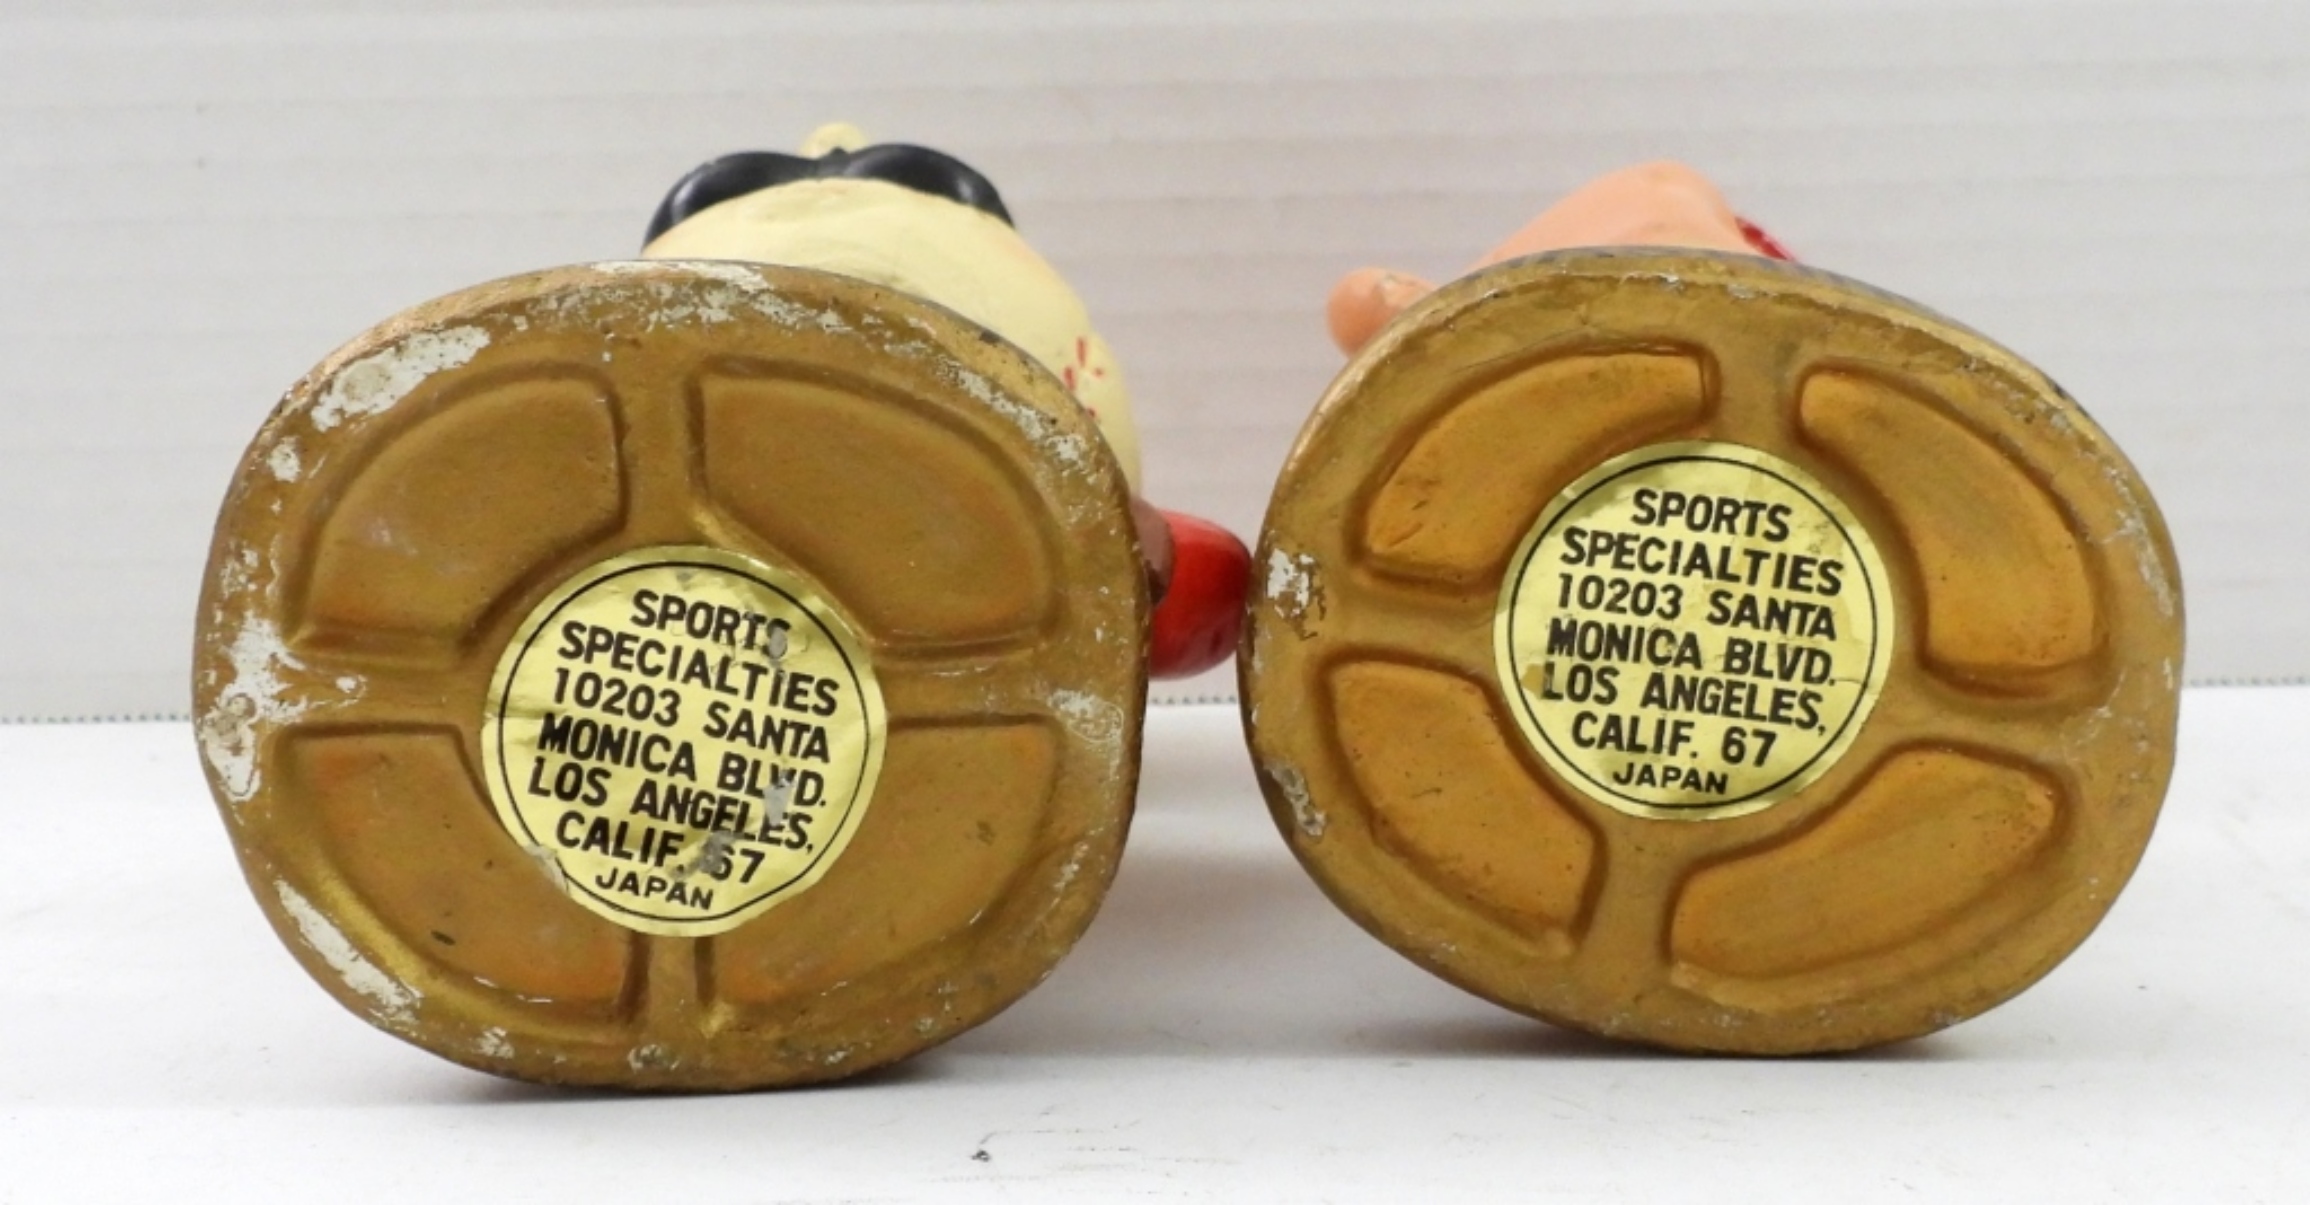 SPORTS
SPECIALTIES
10203 SANTA
MONICA BLVD.
LOS ANGELES,
CALIF. 67
JAPAN
SPORTS
SPECIALTIES
10203 SANTA
MONICA BLVD.
LOS ANGELES,
CALIF. 67
JAPAN